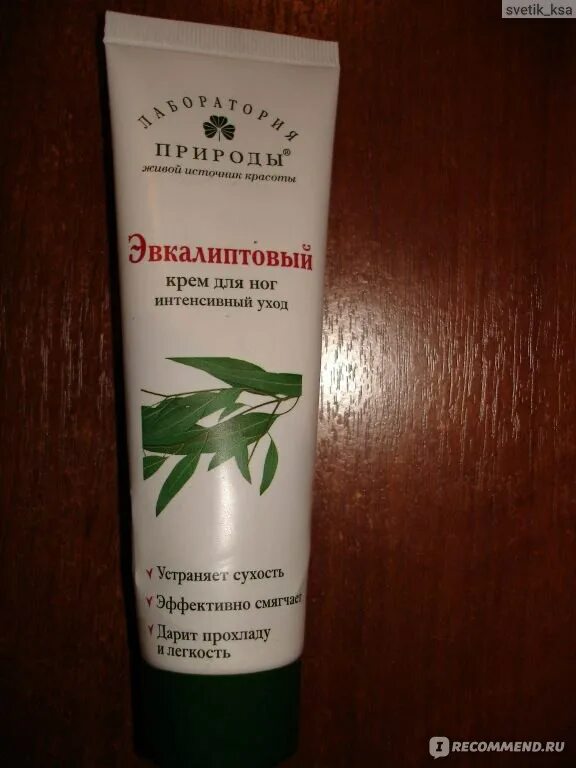 svetik_ksa
ЛАБОРАТОРИЯ
ПРИРОДЫ®
живой источник красоты
Эвкалиптовый
крем для ног
интенсивный уход
Устраняет сухость
Эффективно смягчает
Дарит прохладу
и легкость
IRECOMMEND.RU